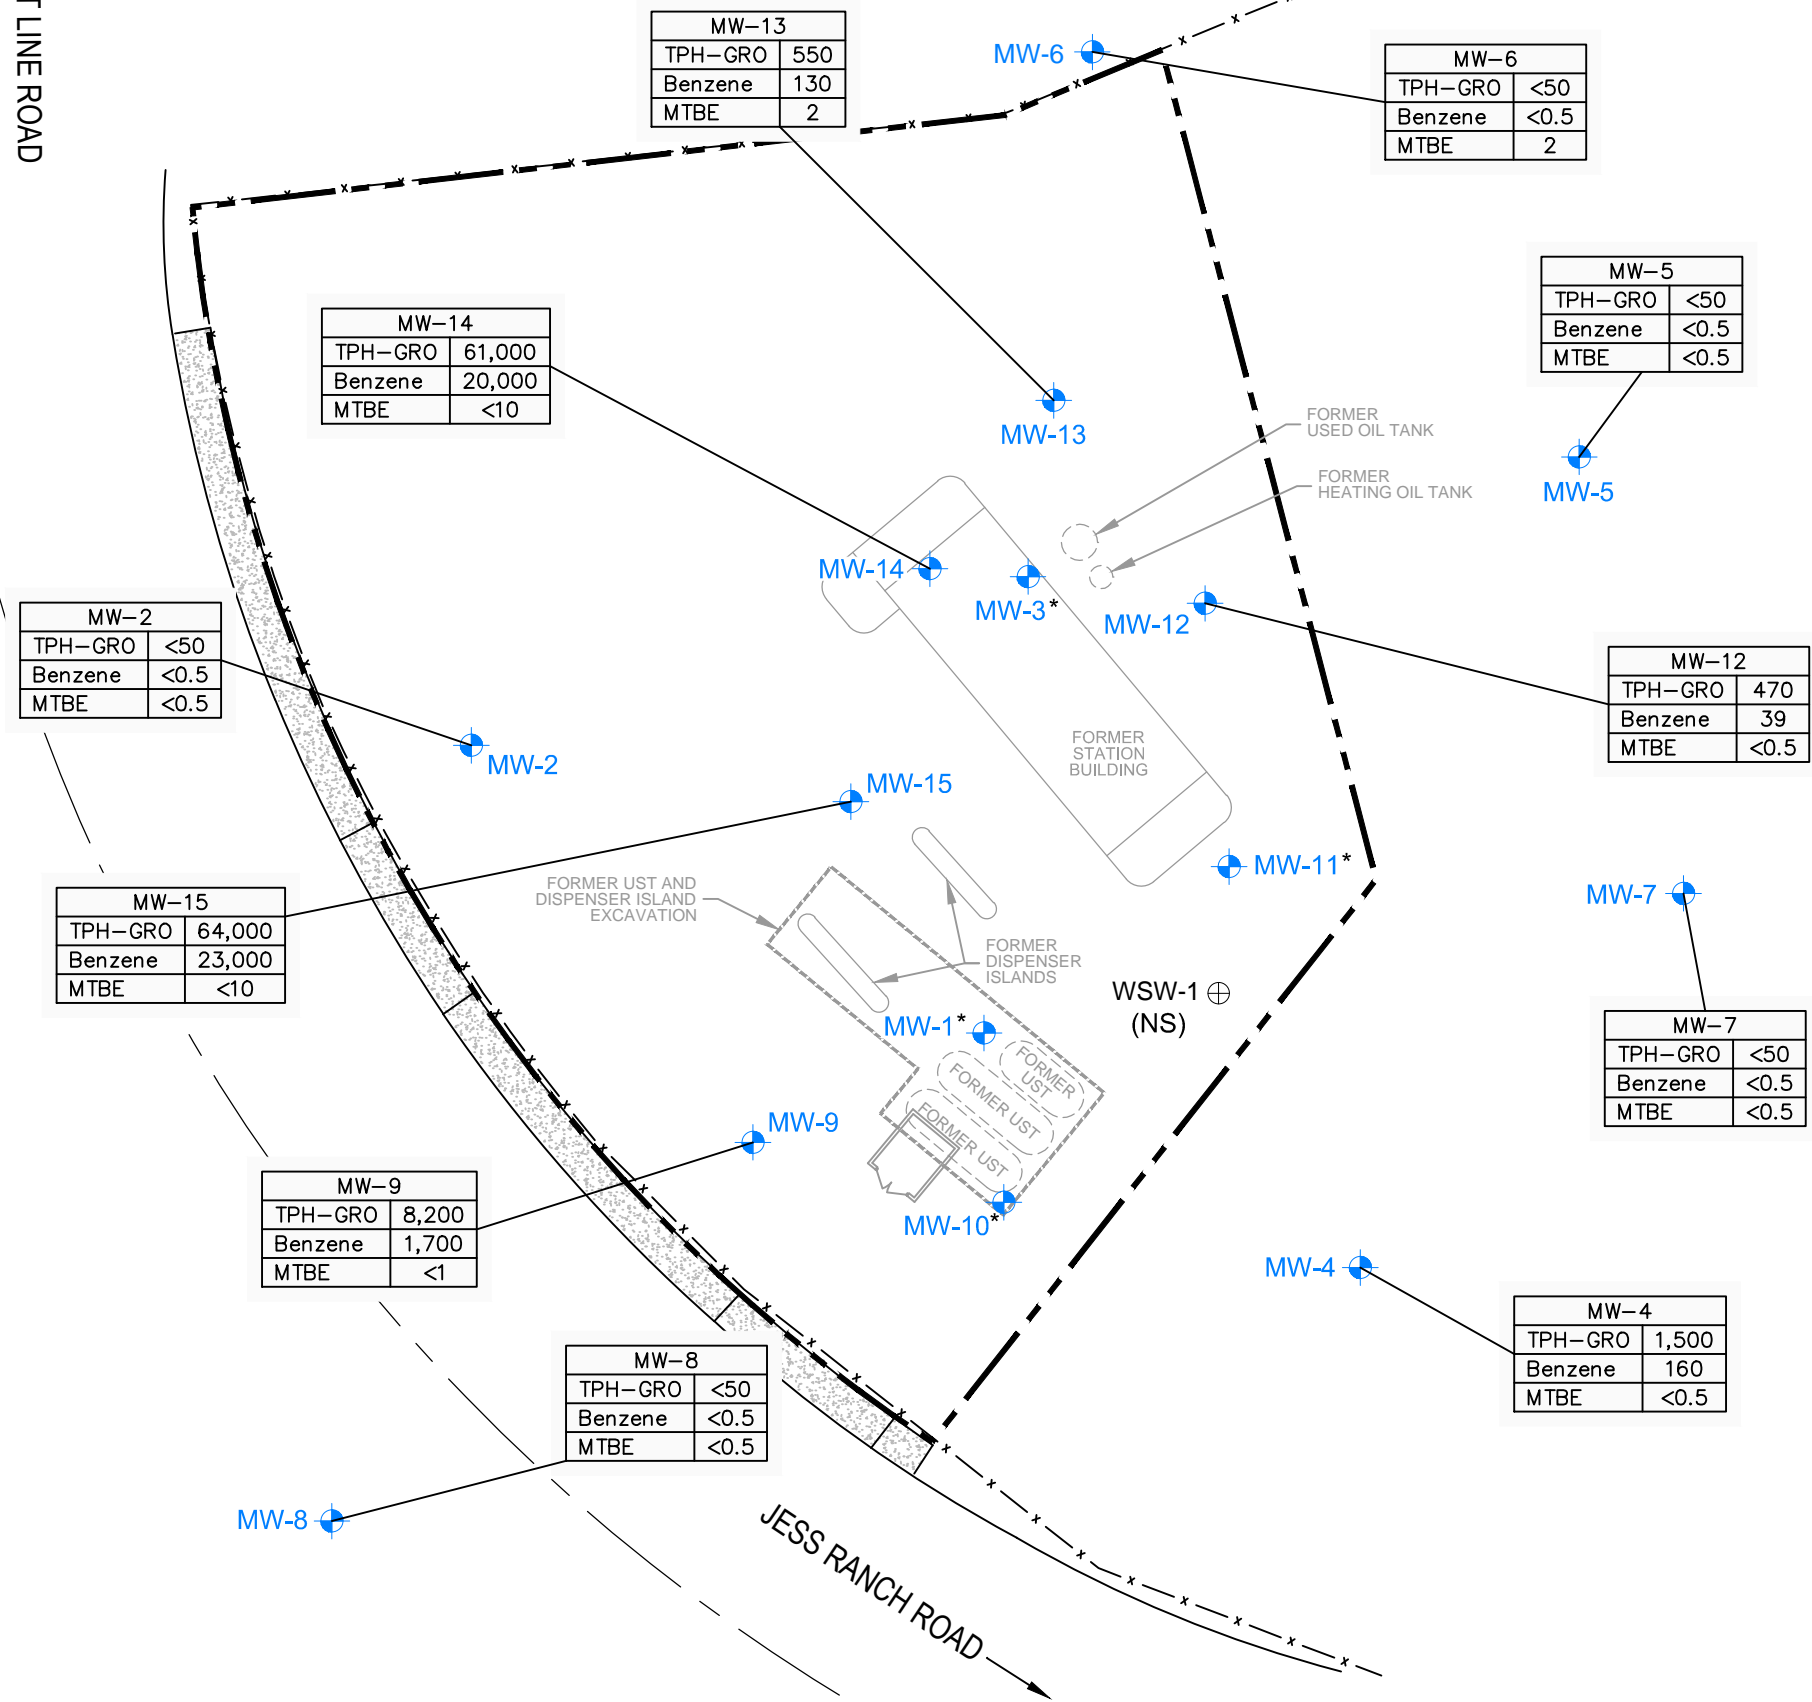 T LINE ROAD
MW-13
TPH-GRO 550
Benzene 130
MTBE 2
MW-6
MW-6
TPH-GRO <50
Benzene <0.5
MTBE 2
MW-5
TPH-GRO <50
Benzene <0.5
MTBE <0.5
MW-14
TPH-GRO 61,000
Benzene 20,000
MTBE <10
MW-13
FORMER
USED OIL TANK
FORMER
HEATING OIL TANK
MW-5
MW-14
MW-3*
MW-12
MW-2
TPH-GRO <50
Benzene <0.5
MTBE <0.5
MW-12
TPH-GRO 470
Benzene 39
MTBE <0.5
MW-2
FORMER
STATION
BUILDING
MW-15
MW-11*
MW-15
TPH-GRO 64,000
Benzene 23,000
MTBE <10
FORMER UST AND
DISPENSER ISLAND
EXCAVATION
MW-7
FORMER
DISPENSER
ISLANDS
WSW-1
(NS)
MW-1*
MW-7
TPH-GRO <50
Benzene <0.5
MTBE <0.5
FORMER
UST
FORMER UST
FORMER UST
MW-9
MW-9
TPH-GRO 8,200
Benzene 1,700
MTBE <1
MW-10*
MW-4
MW-4
TPH-GRO 1,500
Benzene 160
MTBE <0.5
MW-8
TPH-GRO <50
Benzene <0.5
MTBE <0.5
MW-8
JESS RANCH ROAD